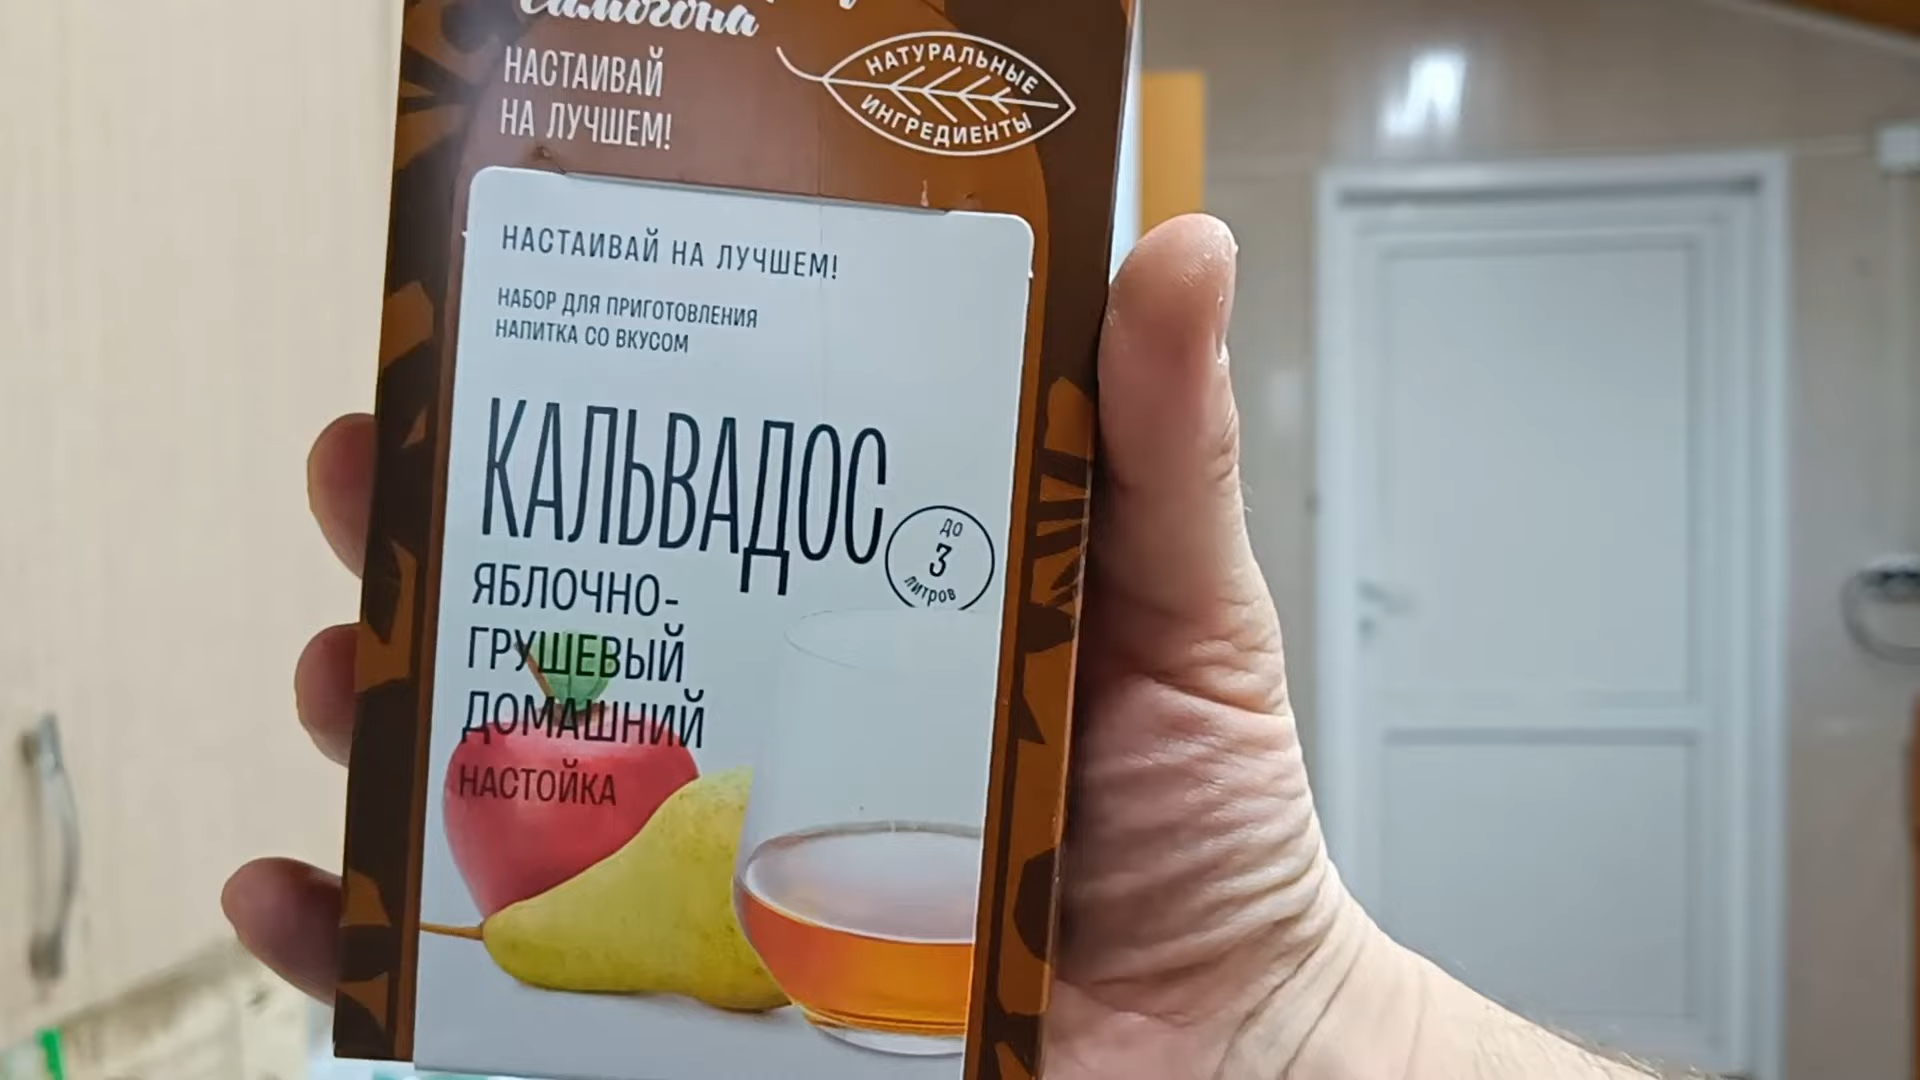 Самогона
НАСТАИВАЙ
НА ЛУЧШЕМ!
НАТУРАЛЬНЫЕ
ИНГРЕДИЕНТЫ
НАСТАИВАЙ НА ЛУЧШЕМ!
НАБОР ДЛЯ ПРИГОТОВЛЕНИЯ
НАПИТКА СО ВКУСОМ
КАЛЬВАДОС
ДО
3
ЛИТРОВ
ЯБЛОЧНО-
ГРУШЕВЫЙ
ДОМАШНИЙ
НАСТОЙКА